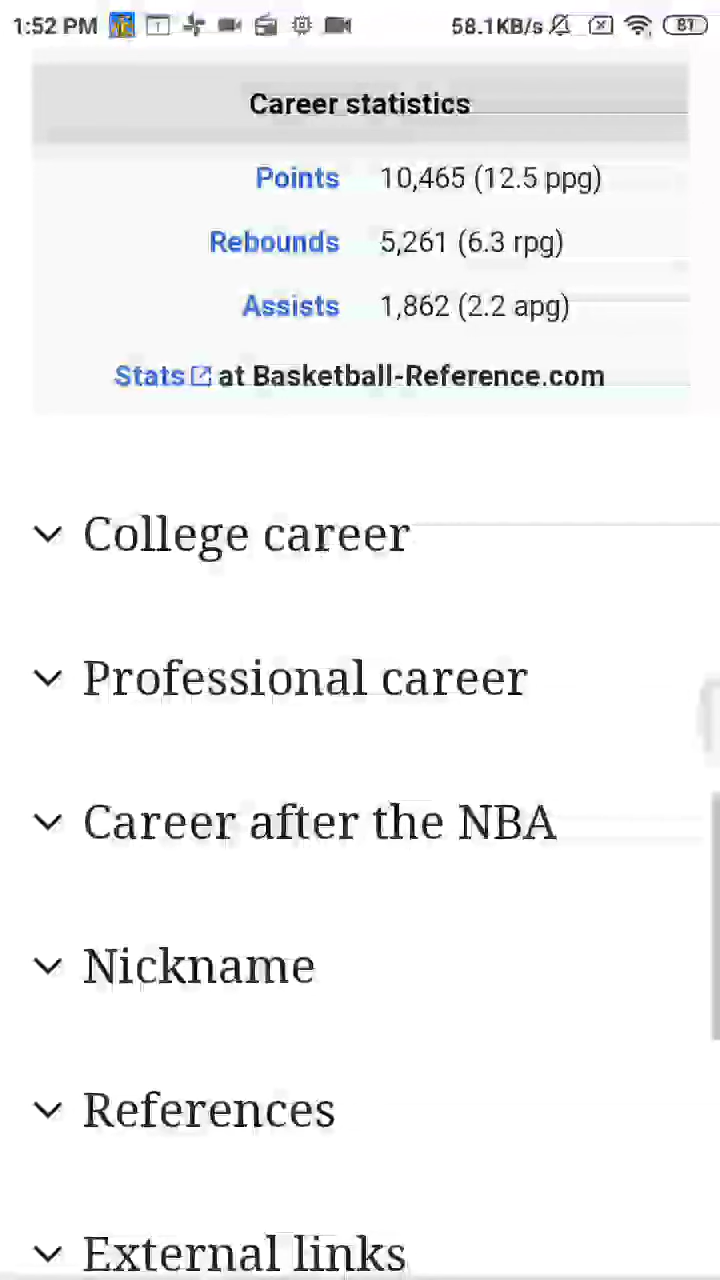 1:52 PM 58.1KB/s 81
Career statistics
Points 10,465 (12.5 ppg)
Rebounds 5,261 (6.3 rpg)
Assists 1,862 (2.2 apg)
Stats at Basketball-Reference.com
College career
Professional career
Career after the NBA
Nickname
References
External links